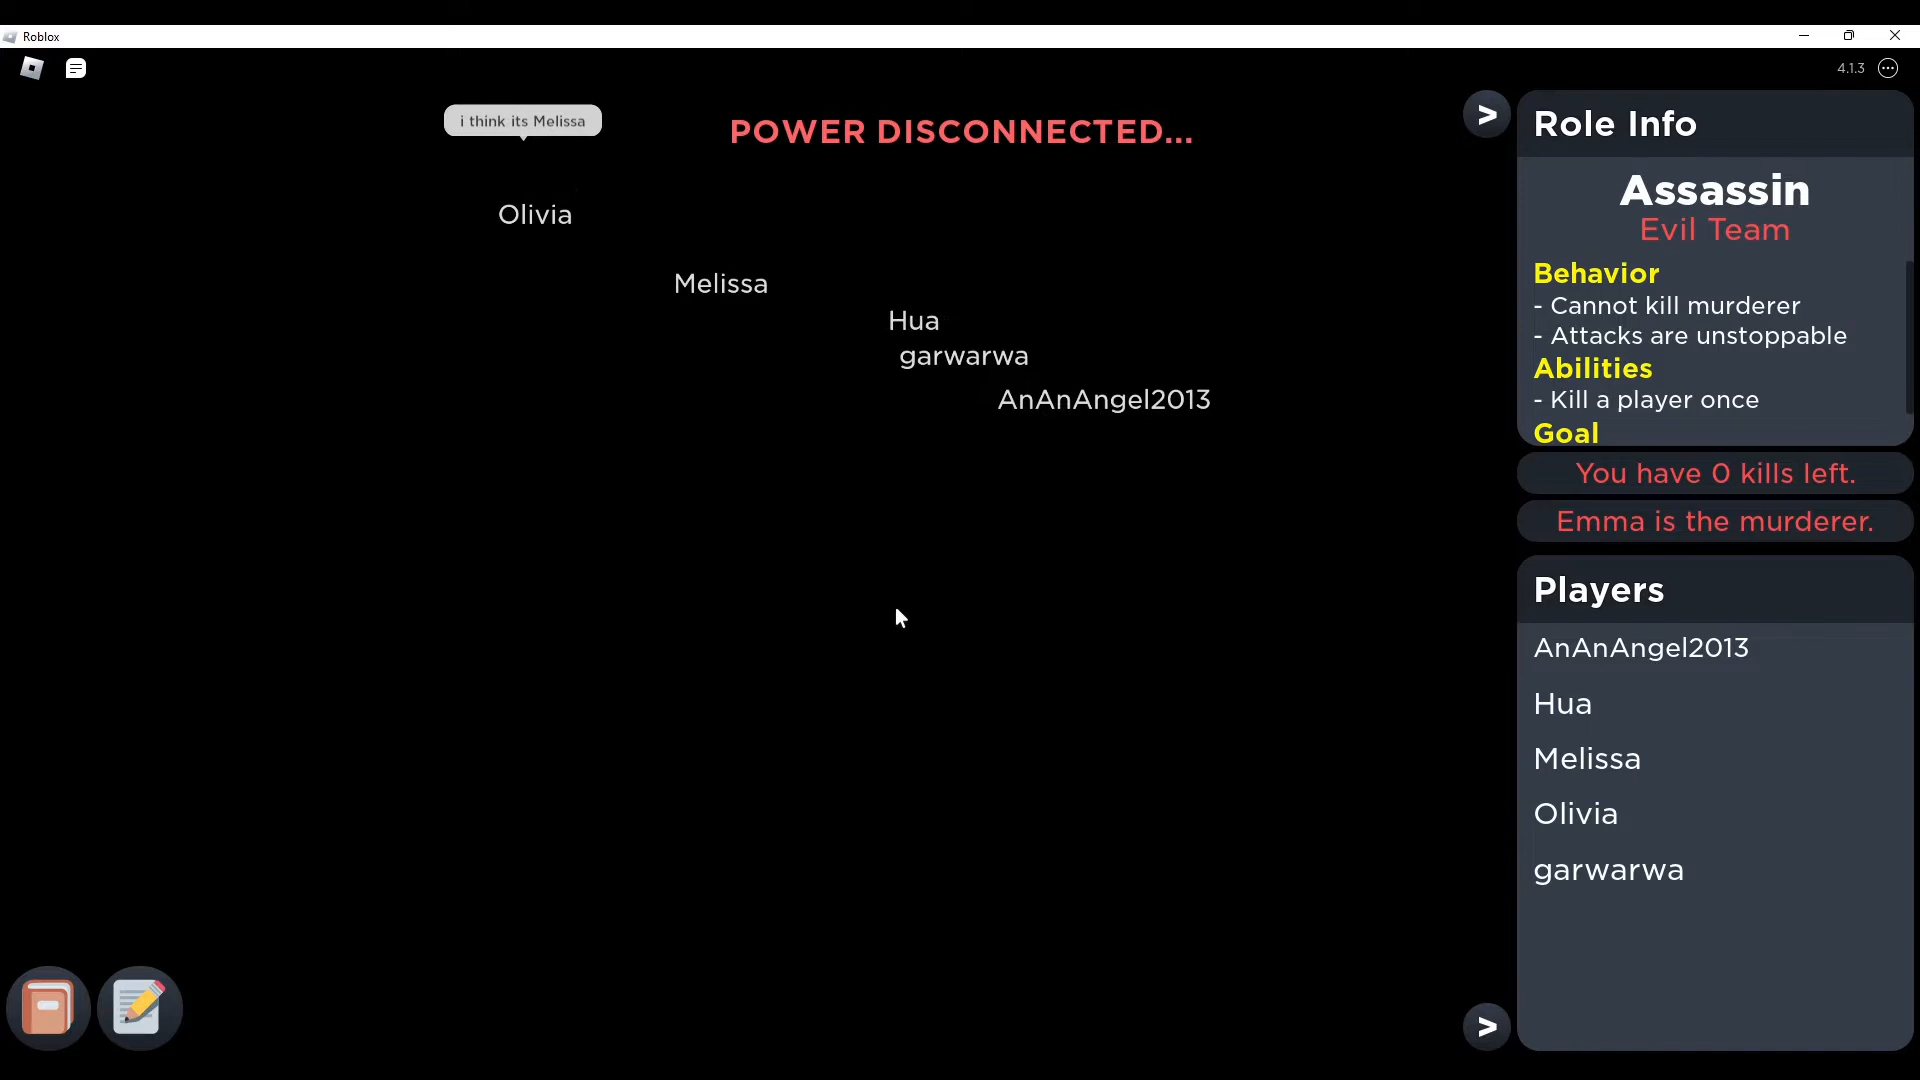 Roblox
4.1.3
i think its Melissa
POWER DISCONNECTED...
Olivia
Melissa
Hua
garwarwa
AnAnAngel2013
>
Role Info
Assassin
Evil Team
Behavior
- Cannot kill murderer
- Attacks are unstoppable
Abilities
- Kill a player once
Goal
You have 0 kills left.
Emma is the murderer.
Players
AnAnAngel2013
Hua
Melissa
Olivia
garwarwa
>